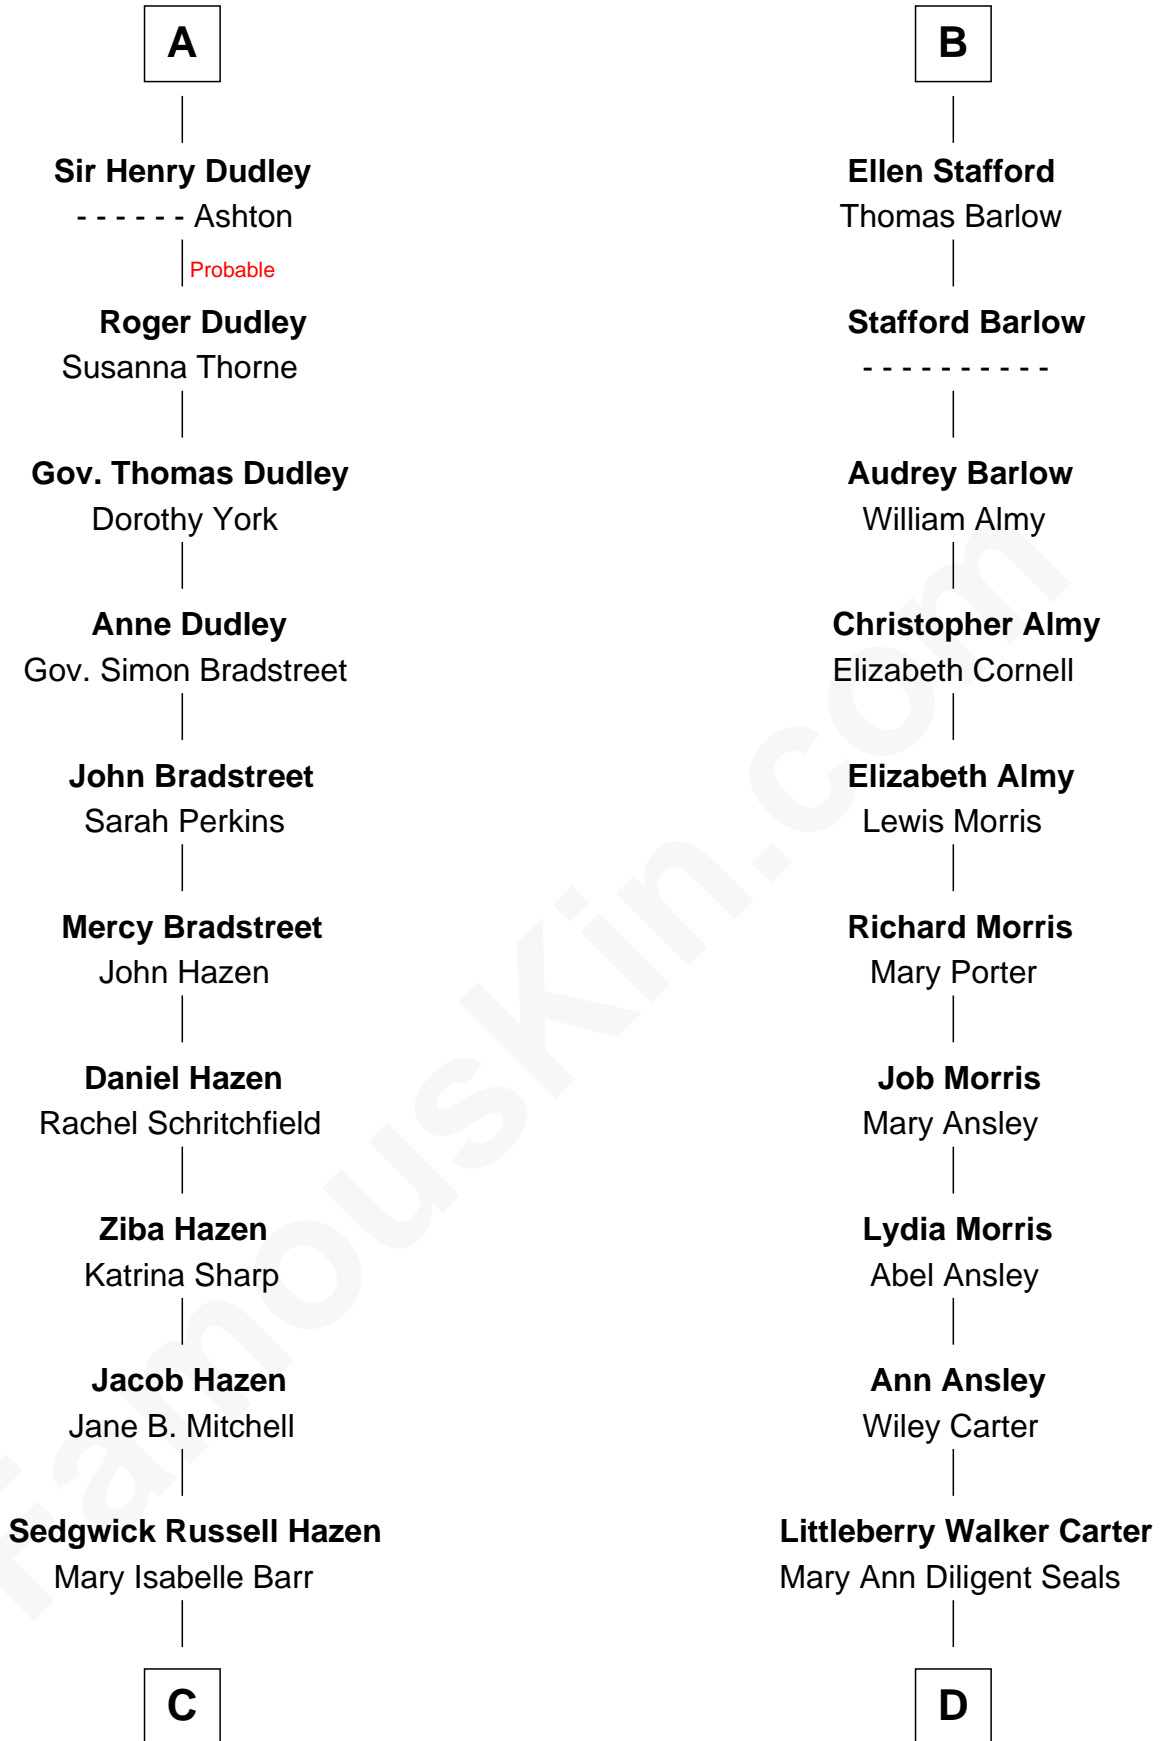 A
Sir Henry Dudley
- - - - - - Ashton
Probable
Roger Dudley
Susanna Thorne
Gov. Thomas Dudley
Dorothy York
Anne Dudley
Gov. Simon Bradstreet
John Bradstreet
Sarah Perkins
Mercy Bradstreet
John Hazen
Daniel Hazen
Rachel Schritchfield
Ziba Hazen
Katrina Sharp
Jacob Hazen
Jane B. Mitchell
Sedgwick Russell Hazen
Mary Isabelle Barr
C
B
Ellen Stafford
Thomas Barlow
Stafford Barlow
- - - - - - - - - -
Audrey Barlow
William Almy
Christopher Almy
Elizabeth Cornell
Elizabeth Almy
Lewis Morris
Richard Morris
Mary Porter
Job Morris
Mary Ansley
Lydia Morris
Abel Ansley
Ann Ansley
Wiley Carter
Littleberry Walker Carter
Mary Ann Diligent Seals
D
FamousKin.com